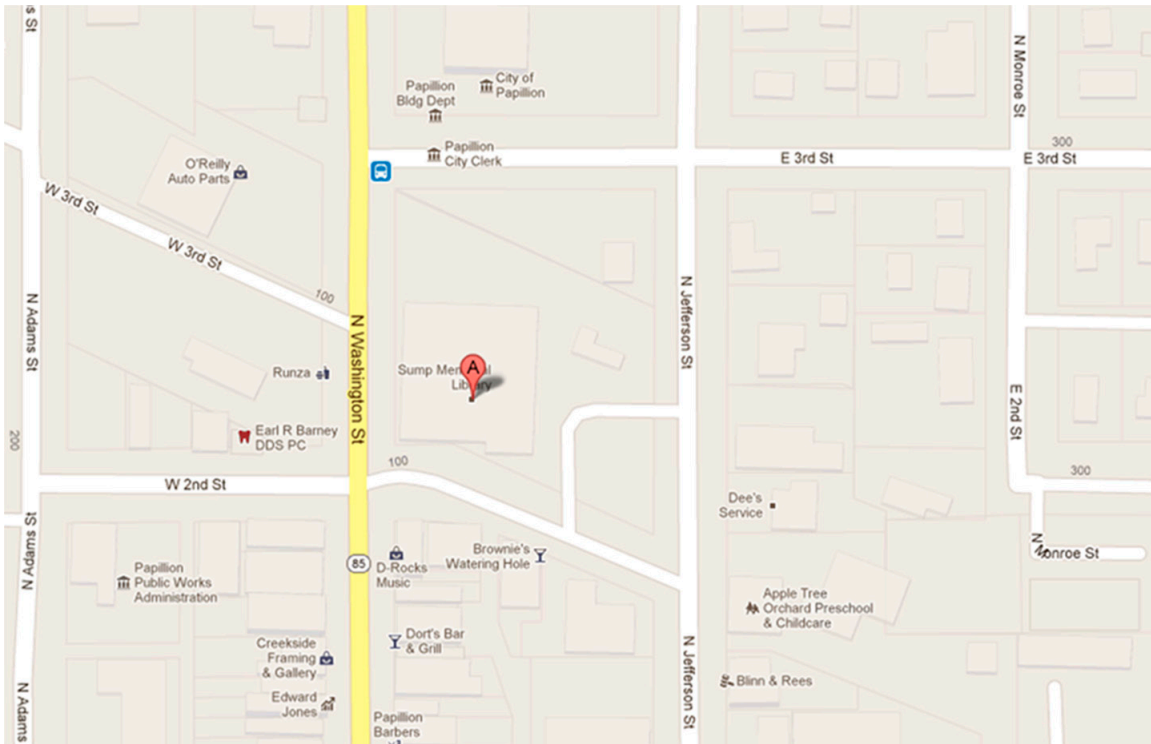 s St
N Monroe St
City of
Papillion
Papillion
Bldg Dept
Papillion
City Clerk
E 3rd St
300
E 3rd St
O'Reilly
Auto Parts
W 3rd St
W 3rd St
100
N Adams St
N Washington St
N Jefferson St
Runza
Sump Memorial
Library
A
Earl R Barney
DDS PC
E 2nd St
200
100
300
W 2nd St
Dee's
Service
N Adams St
85
D-Rocks
Music
Brownie's
Watering Hole
N
onroe St
Papillion
Public Works
Administration
Apple Tree
Orchard Preschool
& Childcare
Creekside
Framing
& Gallery
Dort's Bar
& Grill
N Jefferson St
Blinn & Rees
N Adams
Edward
Jones
Papillion
Barbers